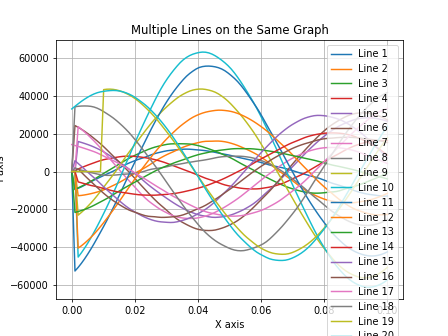 Multiple Lines on the Same Graph
60000
40000
20000
0
−20000
−40000
−60000
0.00
0.02
0.04
0.06
X axis
axis
Line 1
Line 2
Line 3
Line 4
Line 5
Line 6
Line 7
Line 8
Line 9
Line 10
Line 11
Line 12
Line 13
Line 14
Line 15
Line 16
Line 17
Line 18
Line 19
Line 20